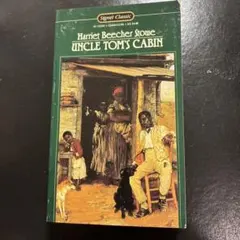 Signet Classic
Harriet Beecher Stowe
UNCLE TOM'S CABIN